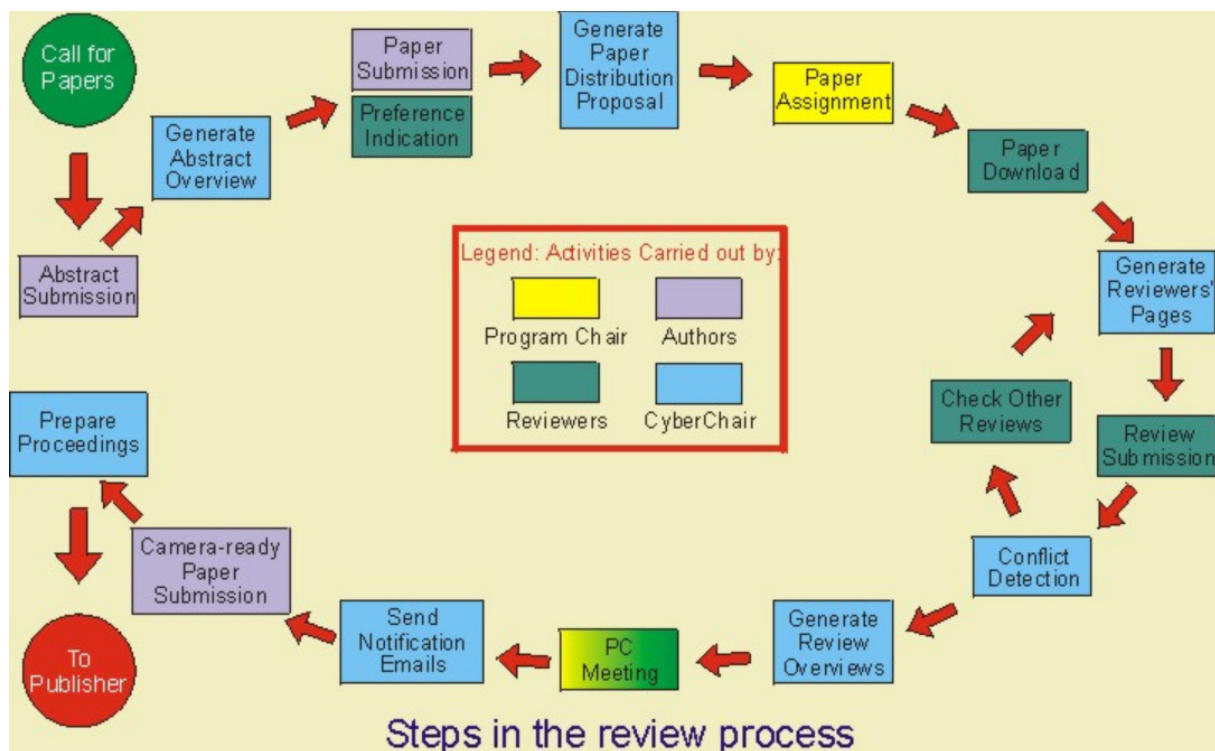 Call for
Papers
Abstract
Submission
Generate
Abstract
Overview
Paper
Submission
Preference
Indication
Generate
Paper
Distribution
Proposal
Paper
Assignment
Paper
Download
Generate
Reviewers'
Pages
Review
Submission
Conflict
Detection
Check Other
Reviews
Generate
Review
Overviews
PC
Meeting
Send
Notification
Emails
Camera-ready
Paper
Submission
Prepare
Proceedings
To
Publisher
Legend: Activities Carried out by:
Program Chair
Authors
Reviewers
CyberChair
Steps in the review process